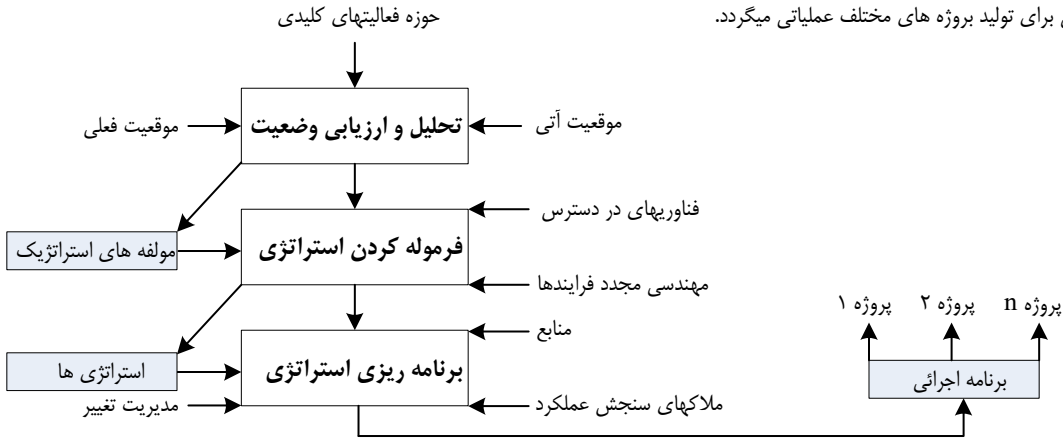 برای تولید بروژه های مختلف عملیاتی میگردد.
حوزه فعالیتهای کلیدی
تحلیل و ارزیابی وضعیت
موقعیت آتی
موقعیت فعلی
فناوریهای در دسترس
فرموله کردن استراتژی
مولفه های استراتژیک
مهندسی مجدد فرایندها
منابع
برنامه ریزی استراتژی
استراتژی ها
ملاکهای سنجش عملکرد
مدیریت تغییر
پروژه ۱
پروژه ۲
پروژه n
برنامه اجرائی